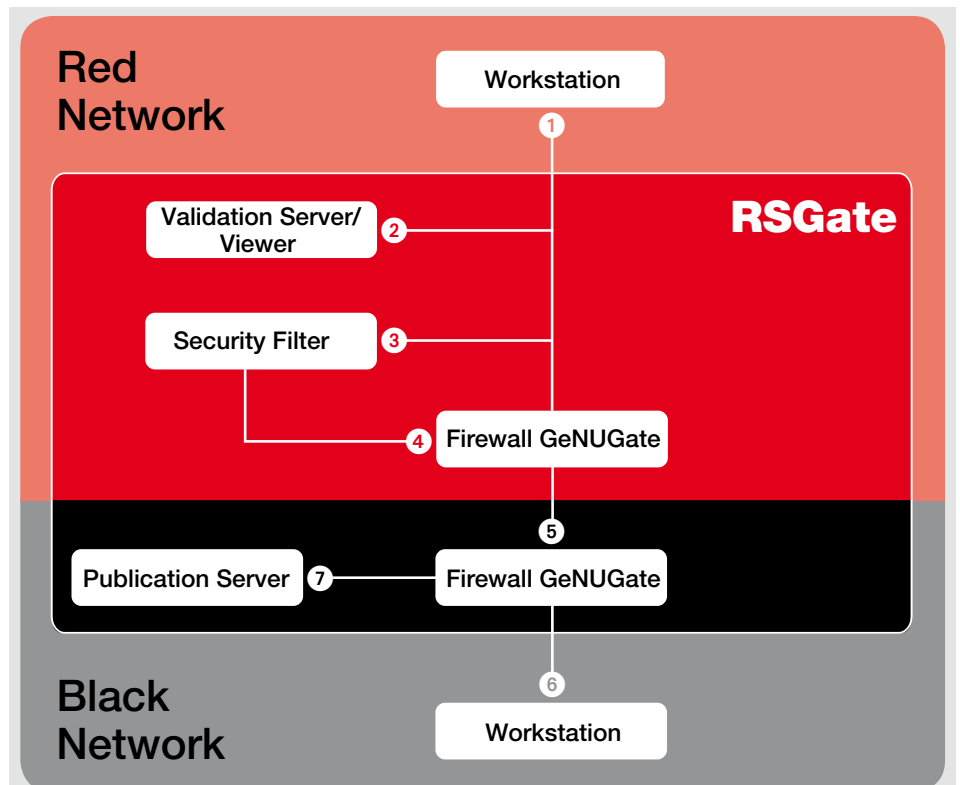 Red
Network
Workstation
1
RSGate
Validation Server/
Viewer
2
Security Filter
3
4
Firewall GeNUGate
5
Publication Server
7
Firewall GeNUGate
6
Black
Network
Workstation